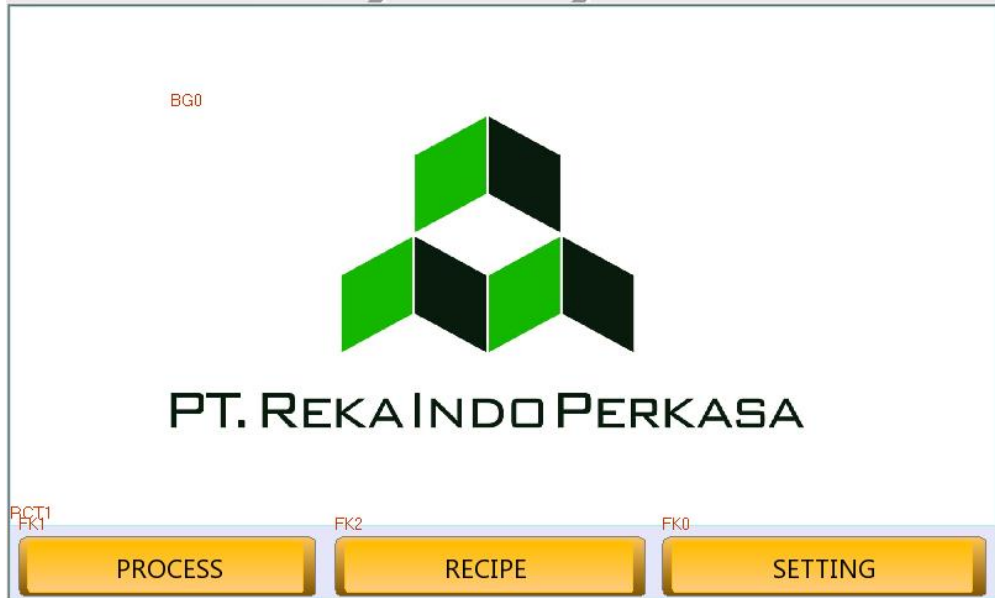 BG0
PT. REKA INDO PERKASA
RCT1
FK1 FK2 FK0
PROCESS RECIPE SETTING